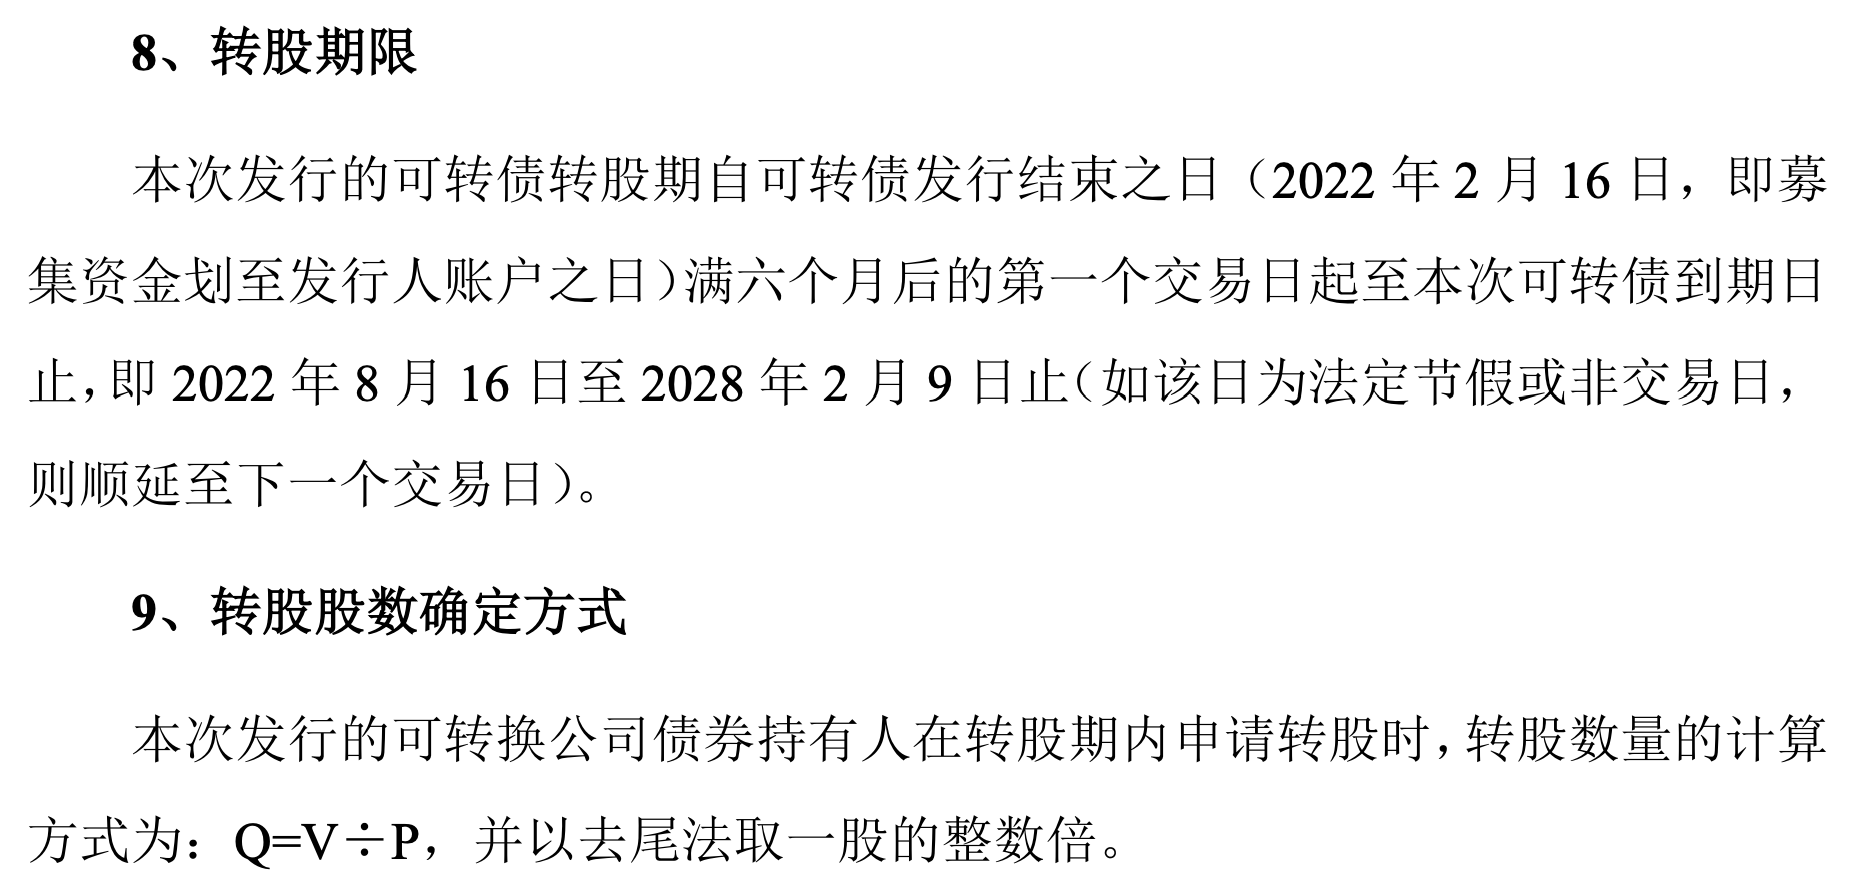 8、转股期限
本次发行的可转债转股期自可转债发行结束之日（2022 年 2 月 16 日，即募
集资金划至发行人账户之日）满六个月后的第一个交易日起至本次可转债到期日
止，即 2022 年 8 月 16 日至 2028 年 2 月 9 日止（如该日为法定节假或非交易日，
则顺延至下一个交易日）。
9、转股股数确定方式
本次发行的可转换公司债券持有人在转股期内申请转股时，转股数量的计算
方式为：Q=V÷P，并以去尾法取一股的整数倍。